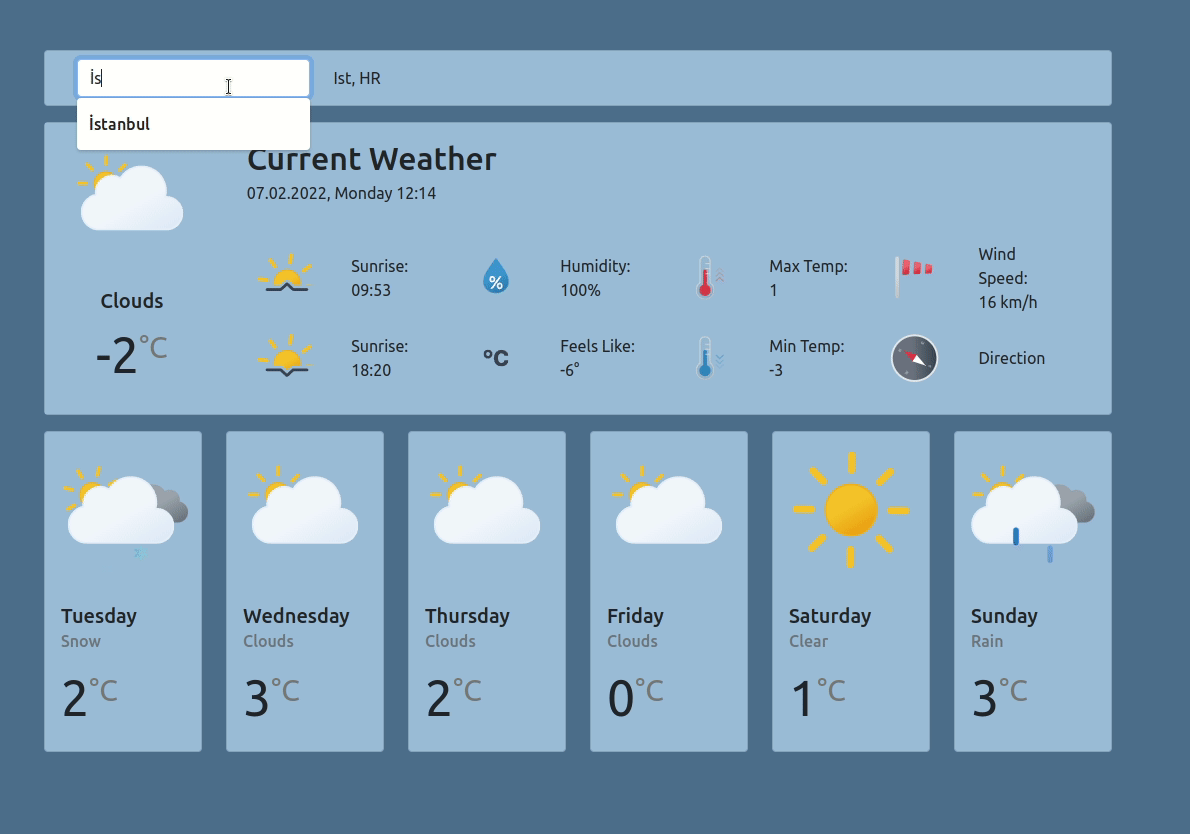 İs
Ist, HR
İstanbul
Current Weather
07.02.2022, Monday 12:14
Clouds
-2°C
Sunrise:
09:53
%
Humidity:
100%
Max Temp:
1
Wind
Speed:
16 km/h
Sunrise:
18:20
°C
Feels Like:
-6°
Min Temp:
-3
Direction
Tuesday
Snow
2°C
Wednesday
Clouds
3°C
Thursday
Clouds
2°C
Friday
Clouds
0°C
Saturday
Clear
1°C
Sunday
Rain
3°C